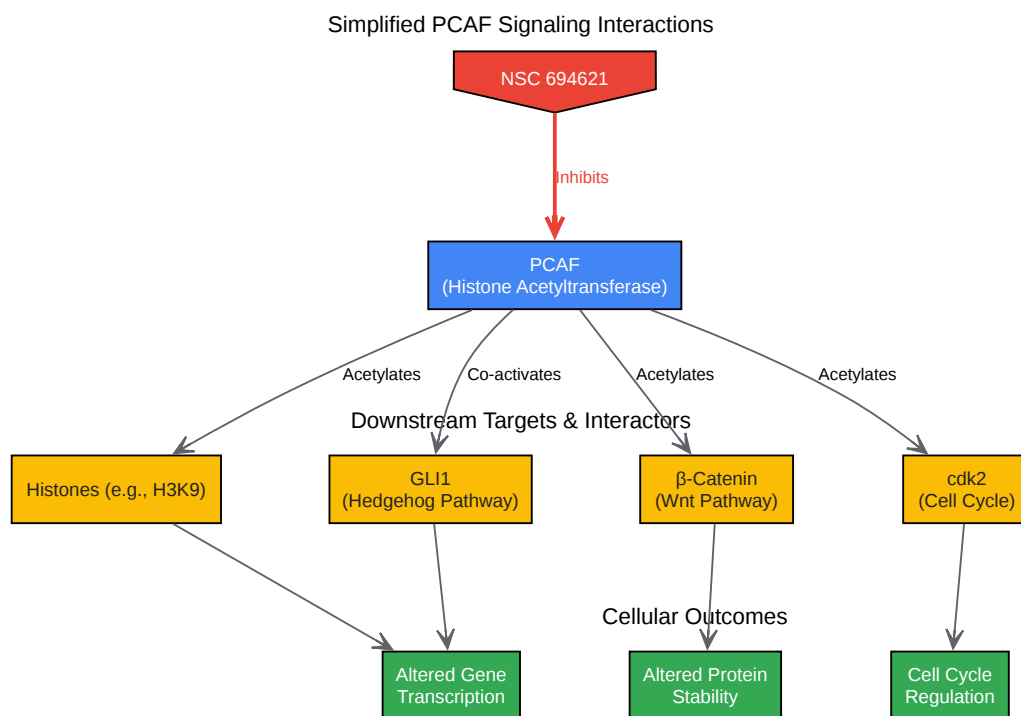 Simplified PCAF Signaling Interactions
NSC 694621
Inhibits
PCAF
(Histone Acetyltransferase)
Acetylates
Co-activates
Acetylates
Acetylates
Downstream Targets & Interactors
Histones (e.g., H3K9)
GLI1
(Hedgehog Pathway)
β-Catenin
(Wnt Pathway)
cdk2
(Cell Cycle)
Cellular Outcomes
Altered Gene
Transcription
Altered Protein
Stability
Cell Cycle
Regulation